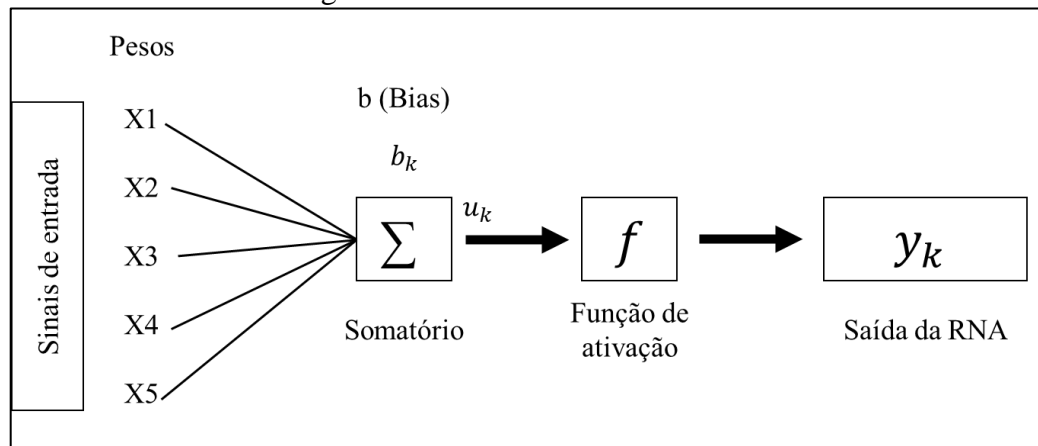 Pesos
b (Bias)
Sinais de entrada
X1
X2
X3
X4
X5
b_k
∑
u_k
f
y_k
Somatório
Função de
ativação
Saída da RNA